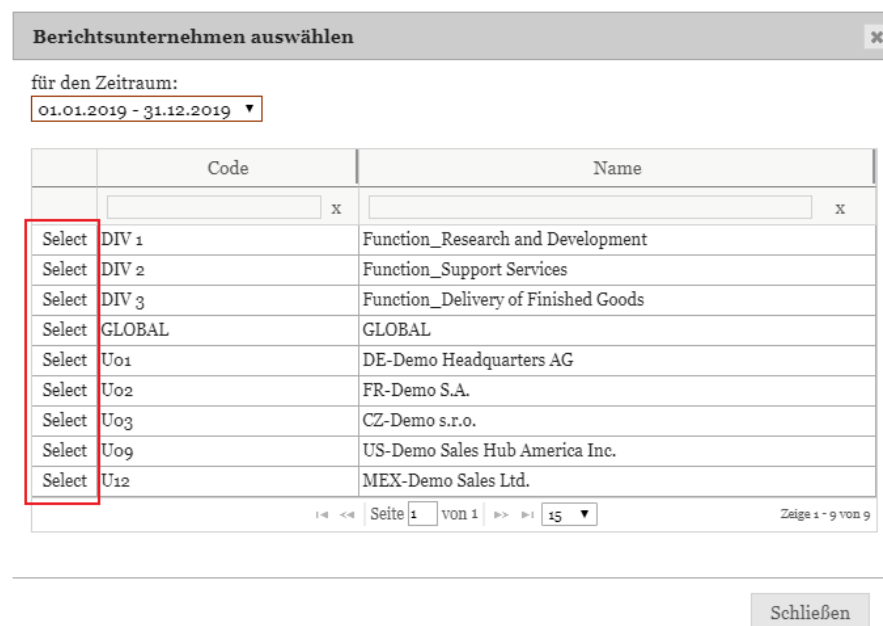 Berichtsunternehmen auswählen x
für den Zeitraum:
01.01.2019 - 31.12.2019
Code Name
x x
Select DIV 1 Function_Research and Development
Select DIV 2 Function_Support Services
Select DIV 3 Function_Delivery of Finished Goods
Select GLOBAL GLOBAL
Select U01 DE-Demo Headquarters AG
Select U02 FR-Demo S.A.
Select U03 CZ-Demo s.r.o.
Select U09 US-Demo Sales Hub America Inc.
Select U12 MEX-Demo Sales Ltd.
Seite 1 von 1 15 Zeige 1 - 9 von 9
Schließen